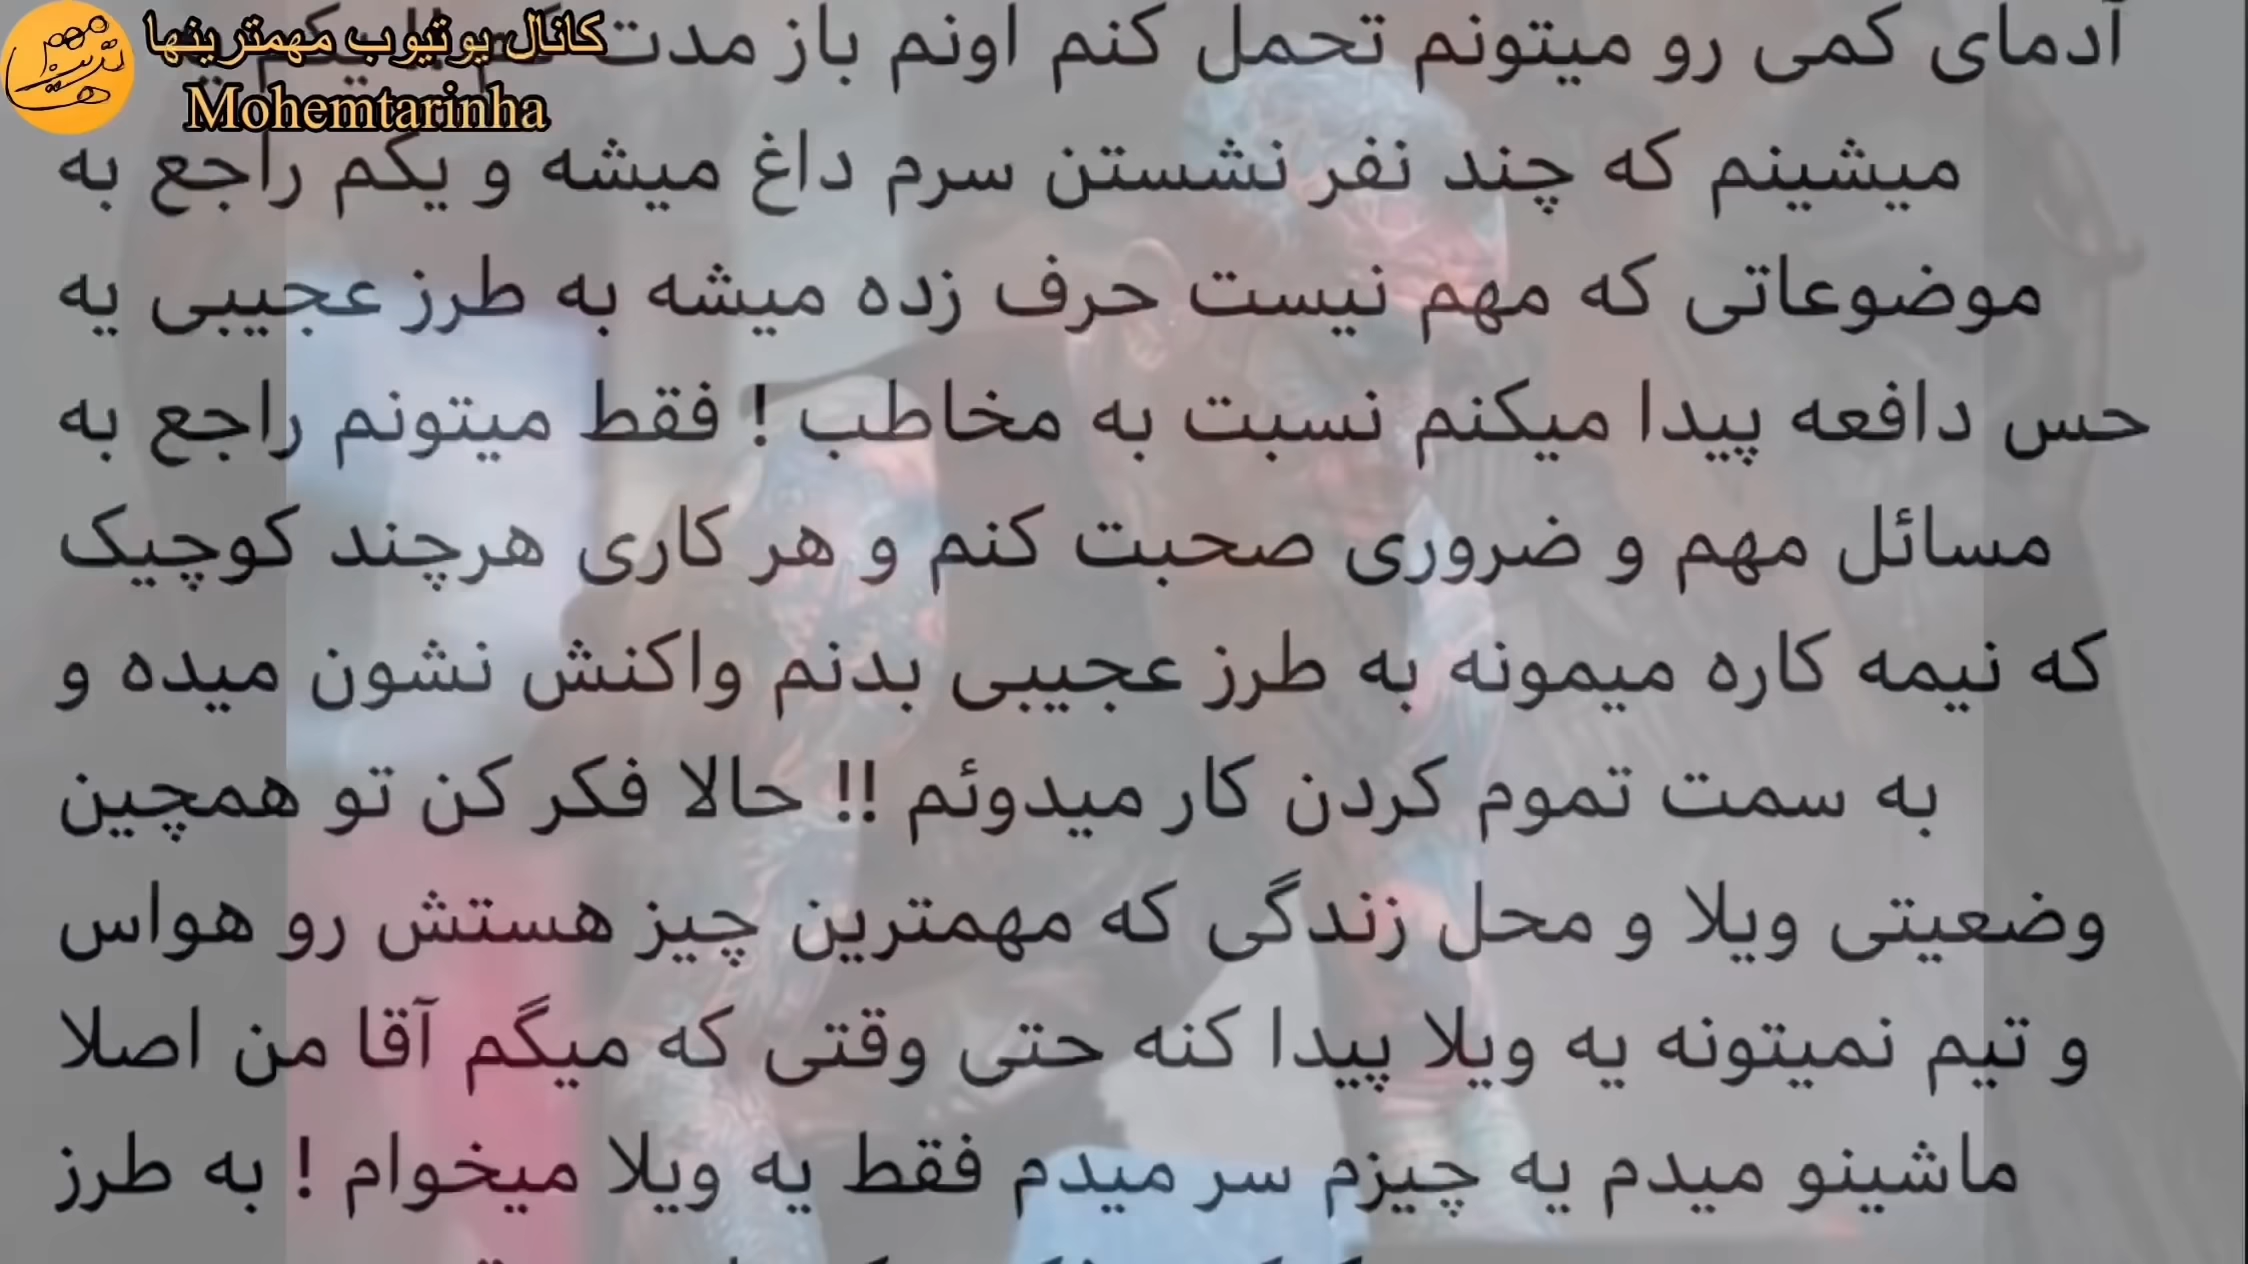 کانال یوتیوب مهمترینها
Mohemtarinha
آدمای کمی رو میتونم تحمل کنم اونم باز مدت
میشینم که چند نفر نشستن سرم داغ میشه و یکم راجع به
موضوعاتی که مهم نیست حرف زده میشه به طرز عجیبی یه
حس دافعه پیدا میکنم نسبت به مخاطب ! فقط میتونم راجع به
مسائل مهم و ضروری صحبت کنم و هر کاری هرچند کوچیک
که نیمه کاره میمونه به طرز عجیبی بدنم واکنش نشون میده و
به سمت تموم کردن کار میدوئم !! حالا فکر کن تو همچین
وضعیتی ویلا و محل زندگی که مهمترین چیز هستش رو هواس
و تیم نمیتونه یه ویلا پیدا کنه حتی وقتی که میگم آقا من اصلا
ماشینو میدم یه چیزم سر میدم فقط یه ویلا میخوام ! به طرز